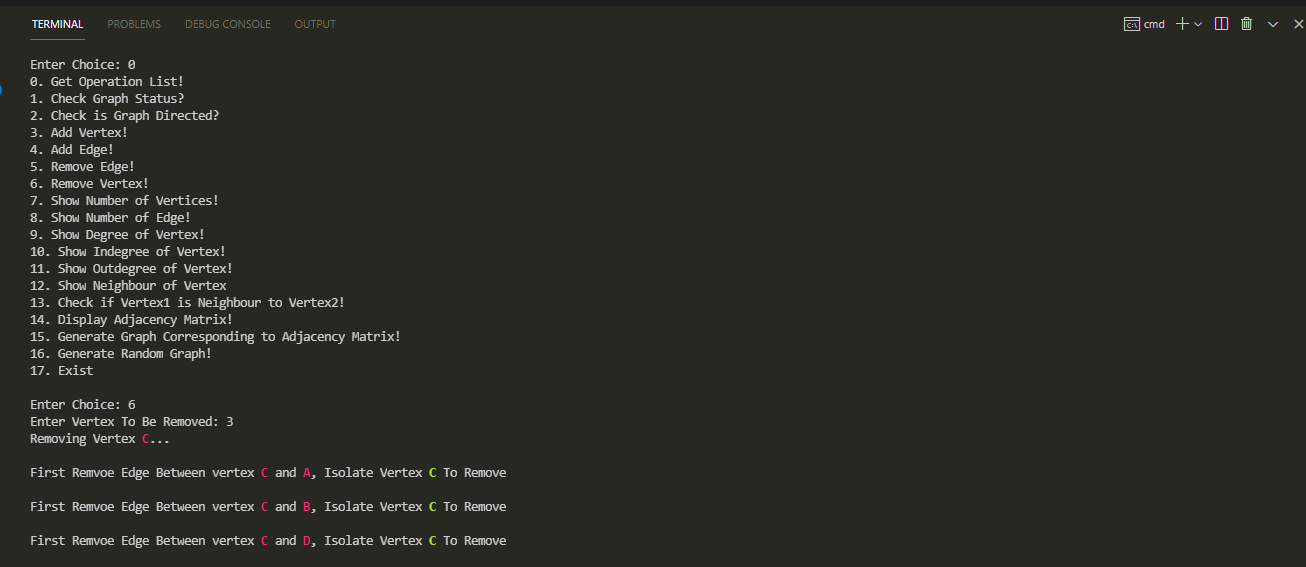 TERMINAL PROBLEMS DEBUG CONSOLE OUTPUT cmd
Enter Choice: 0
0. Get Operation List!
1. Check Graph Status?
2. Check is Graph Directed?
3. Add Vertex!
4. Add Edge!
5. Remove Edge!
6. Remove Vertex!
7. Show Number of Vertices!
8. Show Number of Edge!
9. Show Degree of Vertex!
10. Show Indegree of Vertex!
11. Show Outdegree of Vertex!
12. Show Neighbour of Vertex
13. Check if Vertex1 is Neighbour to Vertex2!
14. Display Adjacency Matrix!
15. Generate Graph Corresponding to Adjacency Matrix!
16. Generate Random Graph!
17. Exist
Enter Choice: 6
Enter Vertex To Be Removed: 3
Removing Vertex C...
First Remvoe Edge Between vertex C and A, Isolate Vertex C To Remove
First Remvoe Edge Between vertex C and B, Isolate Vertex C To Remove
First Remvoe Edge Between vertex C and D, Isolate Vertex C To Remove